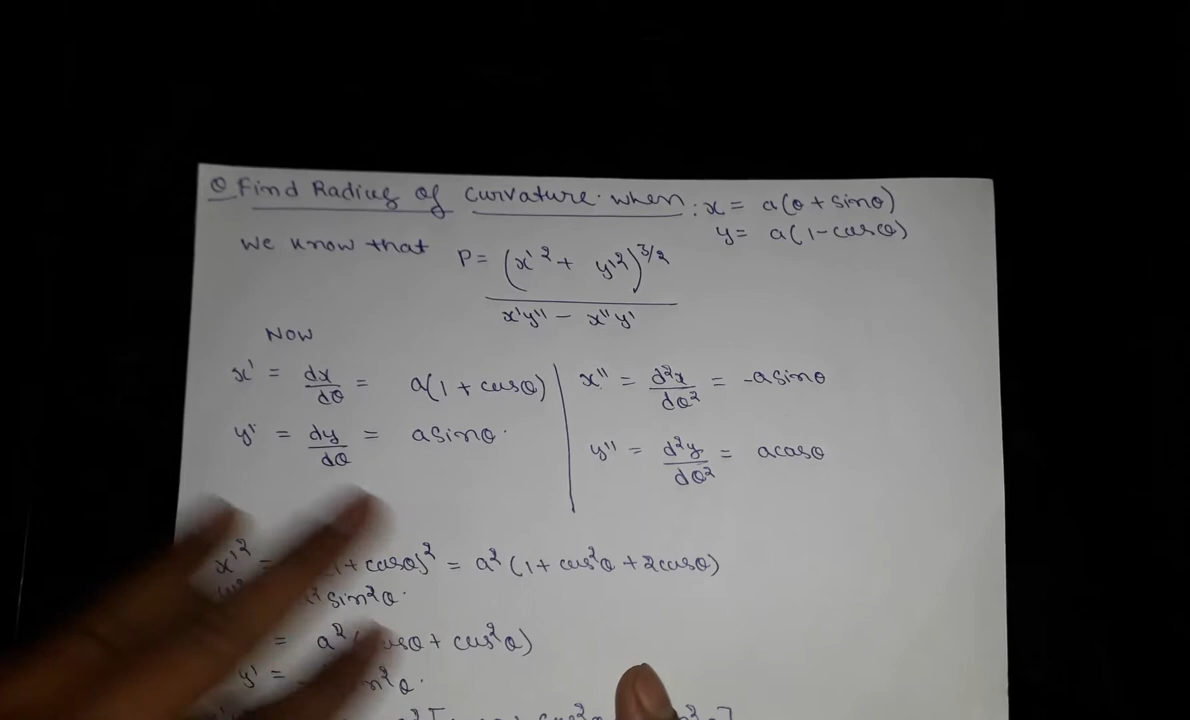 Q Find Radius of curvature when: x = a(θ + sinθ)
y = a(1 - cosθ)
we know that ρ = (x'² + y'²)^3/2
x'y'' - x''y'
Now
x' = dx/dθ = a(1 + cosθ)
x'' = d²x/dθ² = -asinθ
y' = dy/dθ = asinθ
y'' = d²y/dθ² = acosθ
x'² = (1 + cosθ)² = a² (1 + cos²θ + 2cosθ)
sin²θ
= a² ( + cos²θ)
y' =